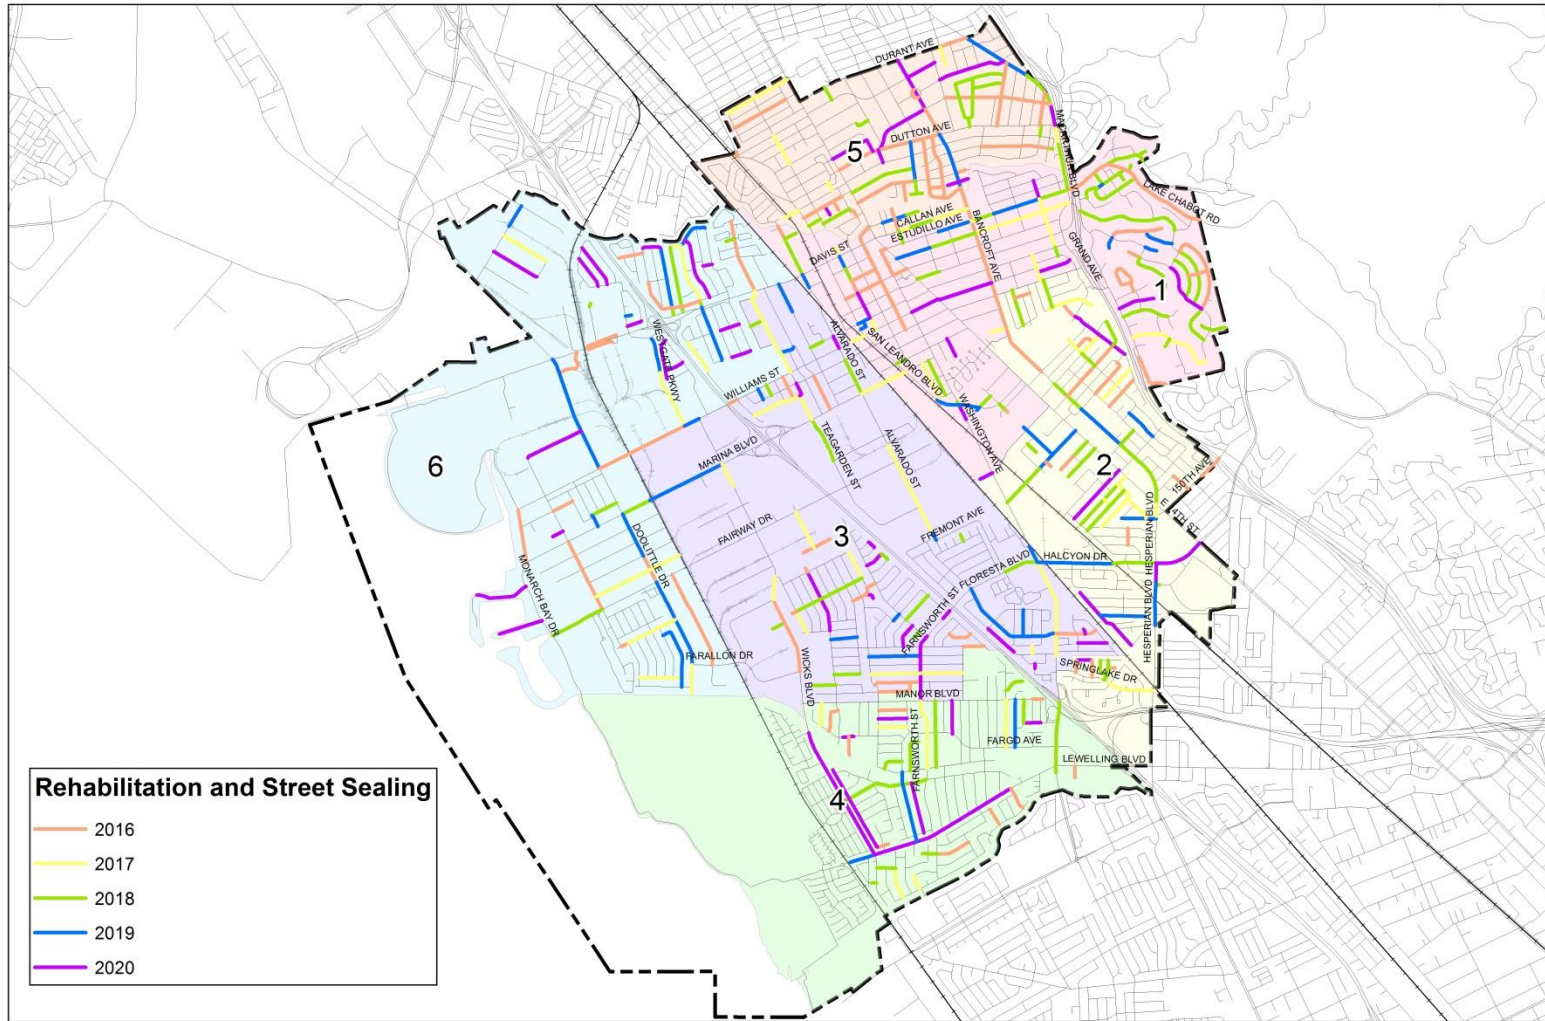 DURANT AVE
MACARTHUR BLVD
DUTTON AVE
5
LAKE CHABOT RD
CALLAN AVE
ESTUDILLO AVE
BANCROFT AVE
DAVIS ST
GRAND AVE
1
WESTGATE PKWY
ALVARADO ST
SAN LEANDRO BLVD
WILLIAMS ST
WASHINGTON AVE
TEAGARDEN ST
ALVARADO ST
MARINA BLVD
6
2
150TH AVE
E 14TH ST
HESPERIAN BLVD
FAIRWAY DR
3
FREMONT AVE
DOOLITTLE DR
HALCYON DR
FLORESTA BLVD
MONARCH BAY DR
FARNSWORTH ST
HESPERIAN BLVD
FARALLON DR
WICKS BLVD
SPRINGLAKE DR
MANOR BLVD
FARNSWORTH ST
FARGO AVE
LEWELLING BLVD
4
Rehabilitation and Street Sealing
2016
2017
2018
2019
2020